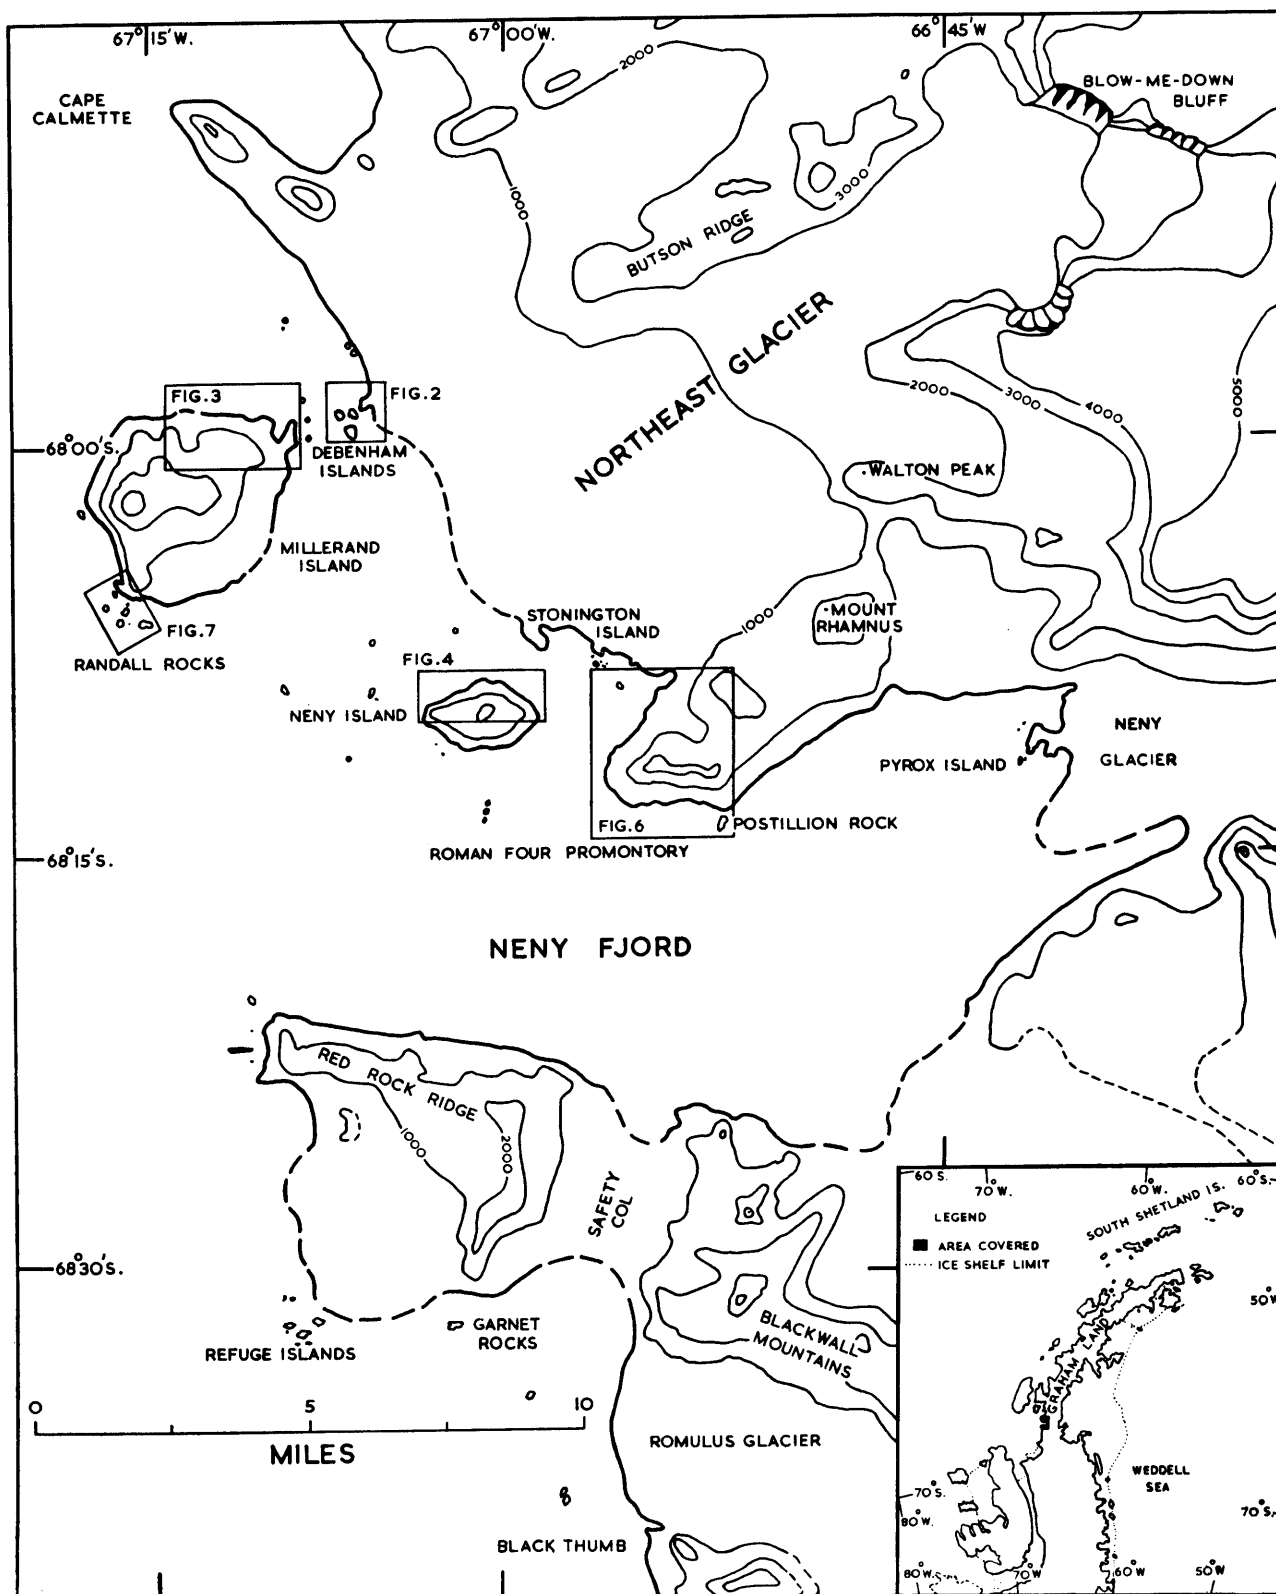 67°15'W.
67°00'W.
66°45'W
CAPE
CALMETTE
2000
BLOW-ME-DOWN
BLUFF
1000
3000
BUTSON RIDGE
NORTHEAST GLACIER
FIG.3
FIG.2
2000
3000
4000
5000
68°00'S.
DEBENHAM
ISLANDS
WALTON PEAK
MILLERAND
ISLAND
STONINGTON
ISLAND
1000
MOUNT
RHAMNUS
FIG.7
RANDALL ROCKS
FIG.4
NENY ISLAND
NENY
GLACIER
PYROX ISLAND
FIG.6
POSTILLION ROCK
ROMAN FOUR PROMONTORY
68°15'S.
NENY FJORD
RED ROCK RIDGE
1000
2000
SAFETY
COL
68°30'S.
GARNET
ROCKS
REFUGE ISLANDS
BLACKWALL
MOUNTAINS
0 5 10
MILES
ROMULUS GLACIER
BLACK THUMB
60°S.
70°W.
60°W.
60°S.
LEGEND
AREA COVERED
ICE SHELF LIMIT
SOUTH SHETLAND IS.
50°W
GRAHAM LAND
WEDDELL
SEA
70°S.
80°W.
70°S.
80°W.
70°W
60°W
50°W